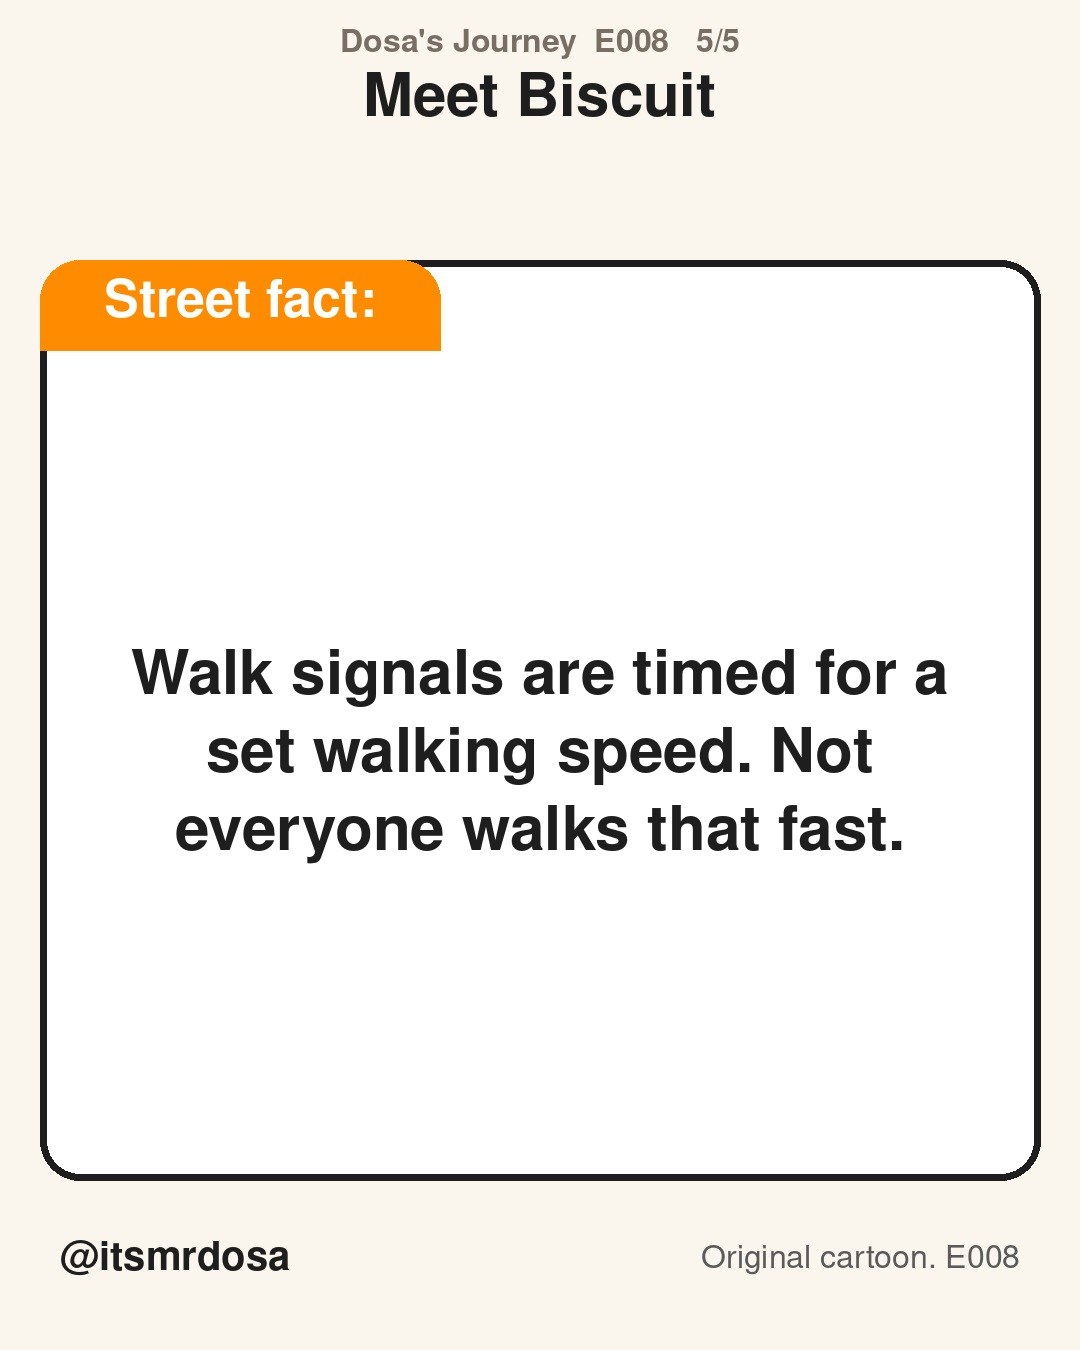 Dosa's Journey E008 5/5
Meet Biscuit
Street fact:
Walk signals are timed for a
set walking speed. Not
everyone walks that fast.
@itsmrdosa
Original cartoon. E008